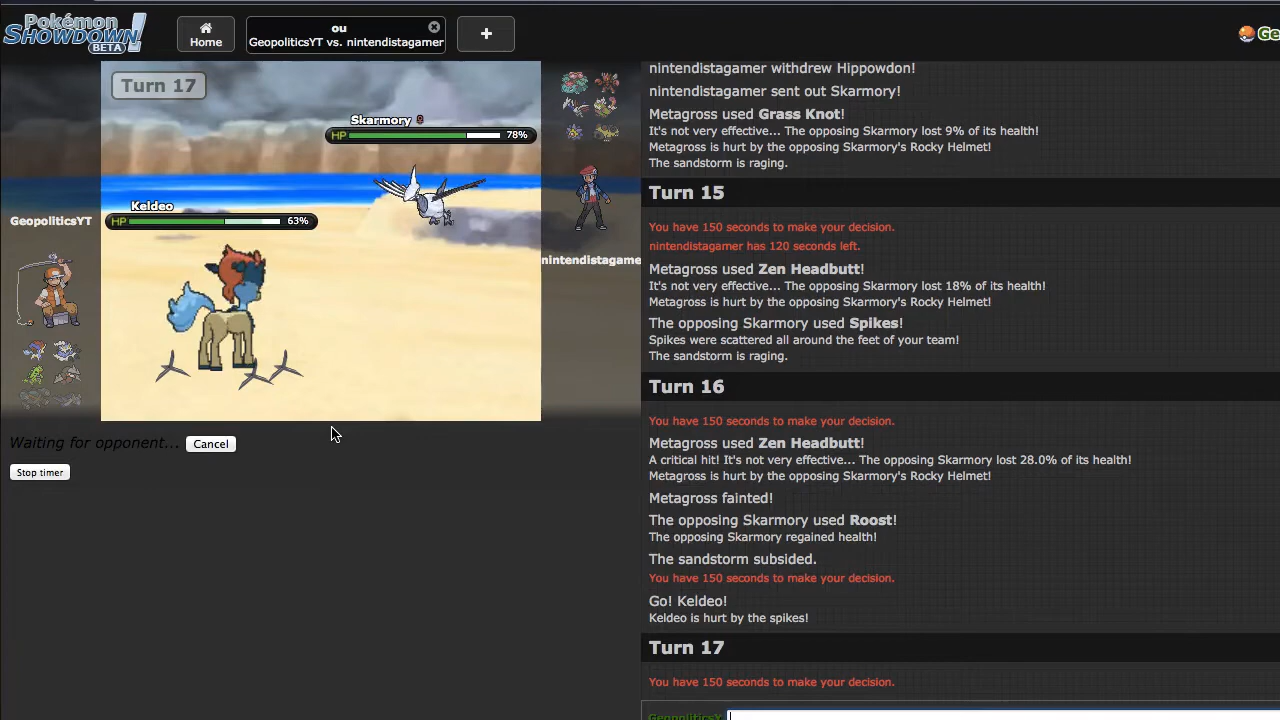 Pokémon
SHOWDOWN!
BETA
Home
ou
GeopoliticsYT vs. nintendistagamer
+
Ge
Turn 17
Skarmory
HP 78%
Keldeo
HP 63%
GeopoliticsYT
nintendistagame
Waiting for opponent... Cancel
Stop timer
nintendistagamer withdrew Hippowdon!
nintendistagamer sent out Skarmory!
Metagross used Grass Knot!
It's not very effective... The opposing Skarmory lost 9% of its health!
Metagross is hurt by the opposing Skarmory's Rocky Helmet!
The sandstorm is raging.
Turn 15
You have 150 seconds to make your decision.
nintendistagamer has 120 seconds left.
Metagross used Zen Headbutt!
It's not very effective... The opposing Skarmory lost 18% of its health!
Metagross is hurt by the opposing Skarmory's Rocky Helmet!
The opposing Skarmory used Spikes!
Spikes were scattered all around the feet of your team!
The sandstorm is raging.
Turn 16
You have 150 seconds to make your decision.
Metagross used Zen Headbutt!
A critical hit! It's not very effective... The opposing Skarmory lost 28.0% of its health!
Metagross is hurt by the opposing Skarmory's Rocky Helmet!
Metagross fainted!
The opposing Skarmory used Roost!
The opposing Skarmory regained health!
The sandstorm subsided.
You have 150 seconds to make your decision.
Go! Keldeo!
Keldeo is hurt by the spikes!
Turn 17
You have 150 seconds to make your decision.
GeopoliticsY